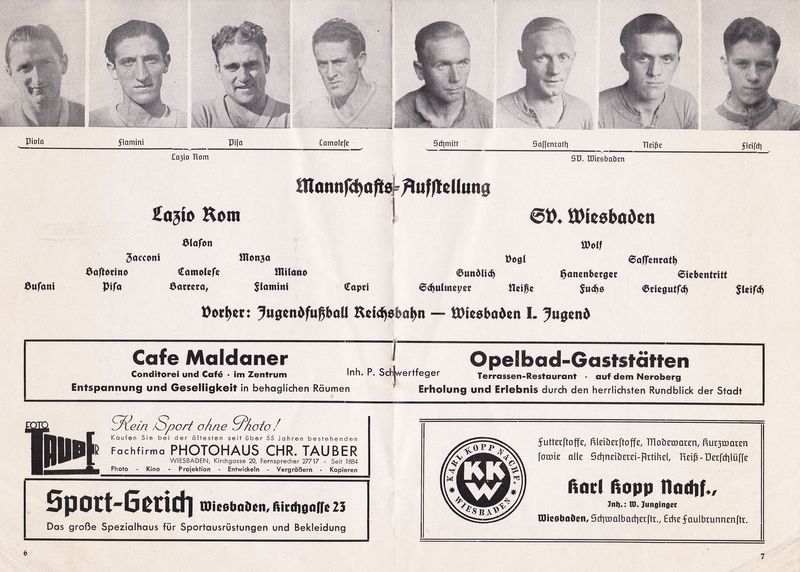 Piola Flamini Pisa Camolese Schmitt Sassenrath Neiße Fleisch
Lazio Rom SV. Wiesbaden
Mannschafts-Aufstellung
Lazio Rom
Blason
Zacconi Monza
Bastorino Camolese Milano
Busani Pisa Barrera, Flamini Capri
SV. Wiesbaden
Wolf
Vogl Sassenrath
Gundlich Hanenberger Siebentritt
Schulmeyer Neiße Fuchs Griegutsch Fleisch
Vorher: Jugendfußball Reichsbahn — Wiesbaden I. Jugend
Cafe Maldaner
Conditorei und Café · im Zentrum
Entspannung und Geselligkeit in behaglichen Räumen
Inh. P. Schwertfeger
Opelbad-Gaststätten
Terrassen-Restaurant · auf dem Neroberg
Erholung und Erlebnis durch den herrlichsten Rundblick der Stadt
FOTO
TAUBER
Kein Sport ohne Photo!
Kaufen Sie bei der ältesten seit über 55 Jahren bestehenden
Fachfirma PHOTOHAUS CHR. TAUBER
WIESBADEN, Kirchgasse 20, Fernsprecher 27717 · Seit 1884
Photo · Kino · Projektion · Entwickeln · Vergrößern · Kopieren
Sport-Gerich Wiesbaden, Kirchgasse 23
Das große Spezialhaus für Sportausrüstungen und Bekleidung
KARL KOPP NACHF.
KKW
WIESBADEN
Futterstoffe, Kleiderstoffe, Modewaren, Kurzwaren
sowie alle Schneiderei-Artikel, Reiß-Verschlüsse
Karl Kopp Nachf.,
Inh.: W. Junginger
Wiesbaden, Schwalbacherstr., Ecke Faulbrunnenstr.
6 7